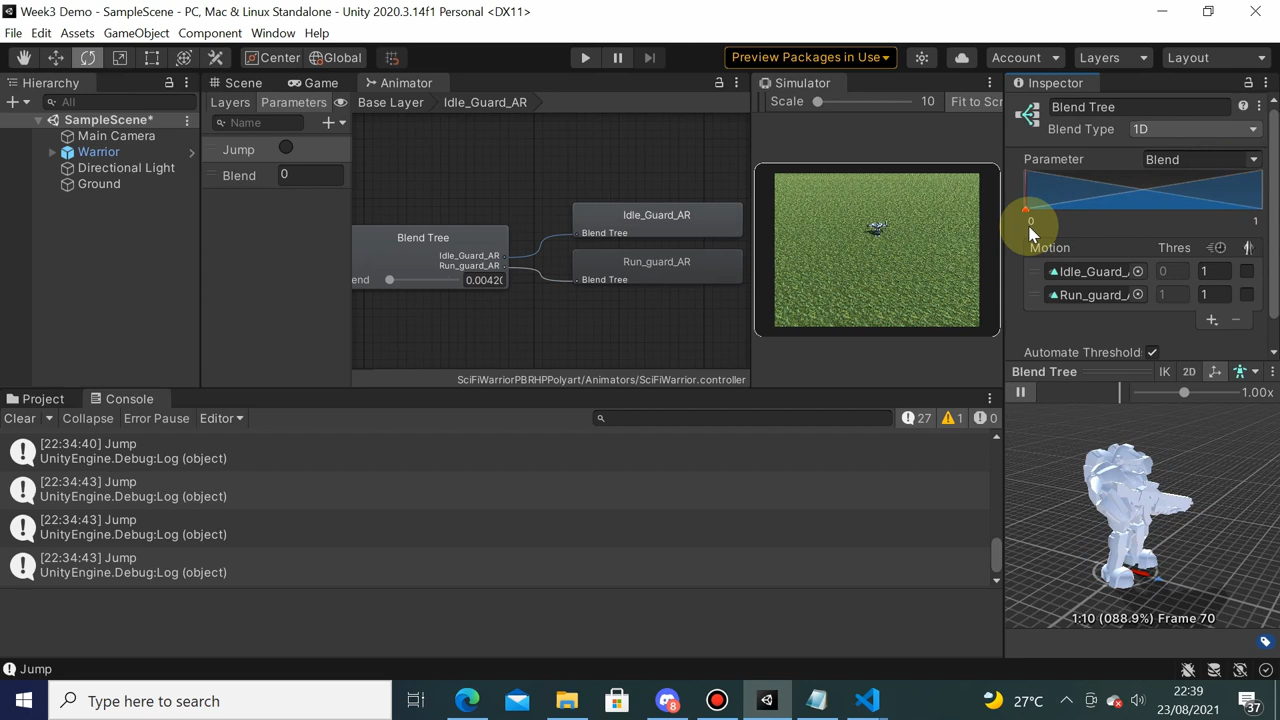 Week3 Demo - SampleScene - PC, Mac & Linux Standalone - Unity 2020.3.14f1 Personal <DX11>
File Edit Assets GameObject Component Window Help
Center Global Preview Packages in Use Account Layers Layout
Hierarchy
All
SampleScene*
Main Camera
Warrior
Directional Light
Ground
Scene Game Animator
Layers Parameters Base Layer Idle_Guard_AR
Name
Jump
Blend 0
Blend Tree
Idle_Guard_AR
Run_guard_AR
end 0.0042
Idle_Guard_AR
Blend Tree
Run_guard_AR
Blend Tree
SciFiWarriorPBRHPPolyart/Animators/SciFiWarrior.controller
Simulator
Scale 10 Fit to Scr
Inspector
Blend Tree
Blend Type 1D
Parameter Blend
0 1
Motion Thres
Idle_Guard_ 0 1
Run_guard_ 1 1
Automate Threshold
Blend Tree IK 2D
1.00x
1:10 (088.9%) Frame 70
Project Console
Clear Collapse Error Pause Editor 27 1 0
[22:34:40] Jump
UnityEngine.Debug:Log (object)
[22:34:43] Jump
UnityEngine.Debug:Log (object)
[22:34:43] Jump
UnityEngine.Debug:Log (object)
[22:34:43] Jump
UnityEngine.Debug:Log (object)
Jump
Type here to search
8
27°C
22:39
23/08/2021
37